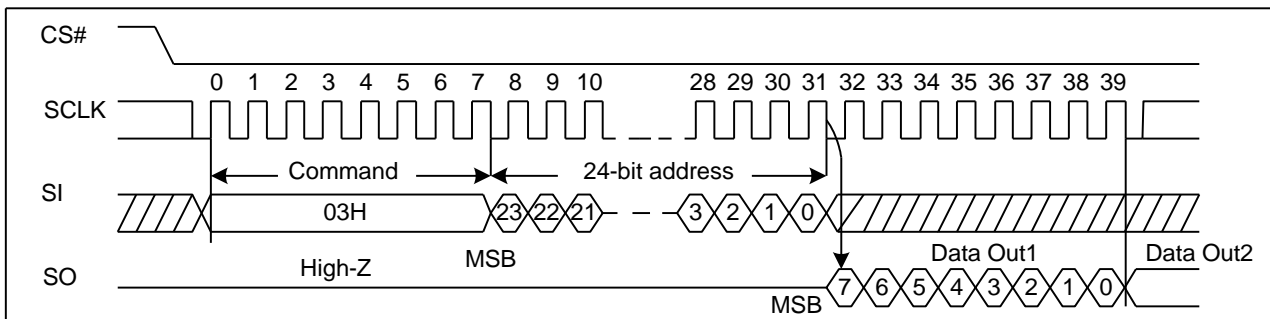 CS#
0 1 2 3 4 5 6 7 8 9 10 28 29 30 31 32 33 34 35 36 37 38 39
SCLK
Command 24-bit address
SI 03H 23 22 21 3 2 1 0
High-Z MSB Data Out1 Data Out2
SO MSB 7 6 5 4 3 2 1 0